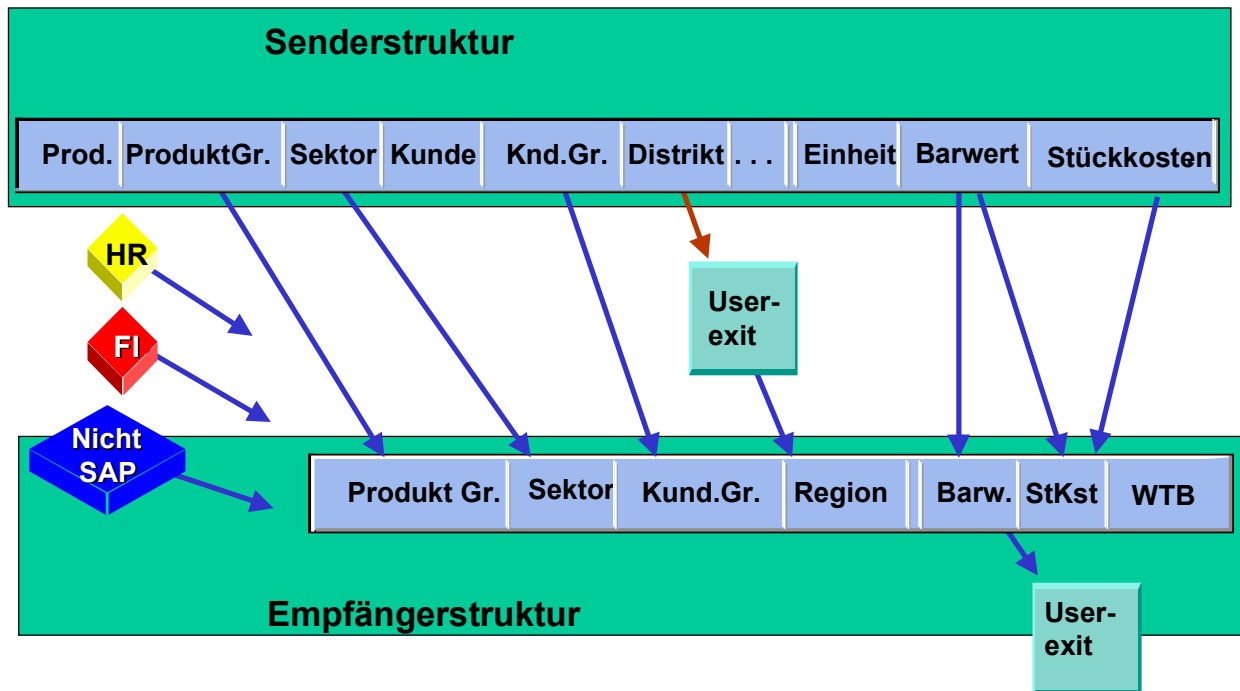 Senderstruktur
Prod. ProduktGr. Sektor Kunde Knd.Gr. Distrikt . . . Einheit Barwert Stückkosten
HR
FI
Nicht
SAP
User-
exit
Produkt Gr. Sektor Kund.Gr. Region Barw. StKst WTB
Empfängerstruktur
User-
exit